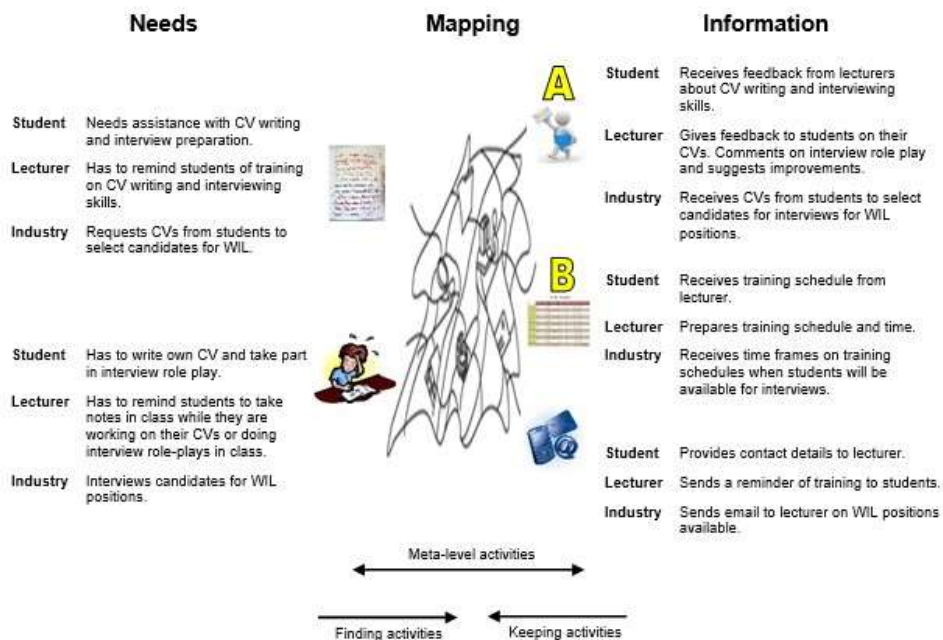 Needs
Mapping
Information
Student Needs assistance with CV writing
and interview preparation.
Lecturer Has to remind students of training
on CV writing and interviewing
skills.
Industry Requests CVs from students to
select candidates for WIL.
Student Has to write own CV and take part
in interview role play.
Lecturer Has to remind students to take
notes in class while they are
working on their CVs or doing
interview role-plays in class.
Industry Interviews candidates for WIL
positions.
A
B
Student Receives feedback from lecturers
about CV writing and interviewing
skills.
Lecturer Gives feedback to students on their
CVs. Comments on interview role play
and suggests improvements.
Industry Receives CVs from students to select
candidates for interviews for WIL
positions.
Student Receives training schedule from
lecturer.
Lecturer Prepares training schedule and time.
Industry Receives time frames on training
schedules when students will be
available for interviews.
@
Student Provides contact details to lecturer.
Lecturer Sends a reminder of training to students.
Industry Sends email to lecturer on WIL positions
available.
Meta-level activities
Finding activities
Keeping activities